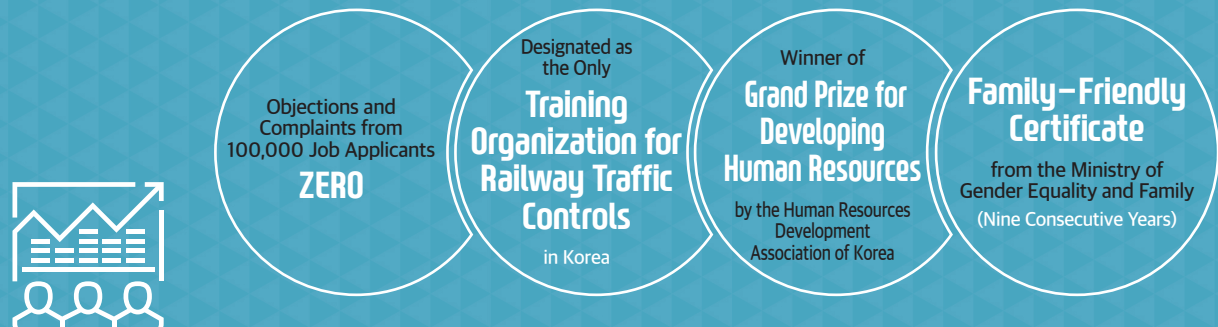 Objections and
Complaints from
100,000 Job Applicants
ZERO
Designated as
the Only
Training
Organization for
Railway Traffic
Controls
in Korea
Winner of
Grand Prize for
Developing
Human Resources
by the Human Resources
Development
Association of Korea
Family-Friendly
Certificate
from the Ministry of
Gender Equality and Family
(Nine Consecutive Years)